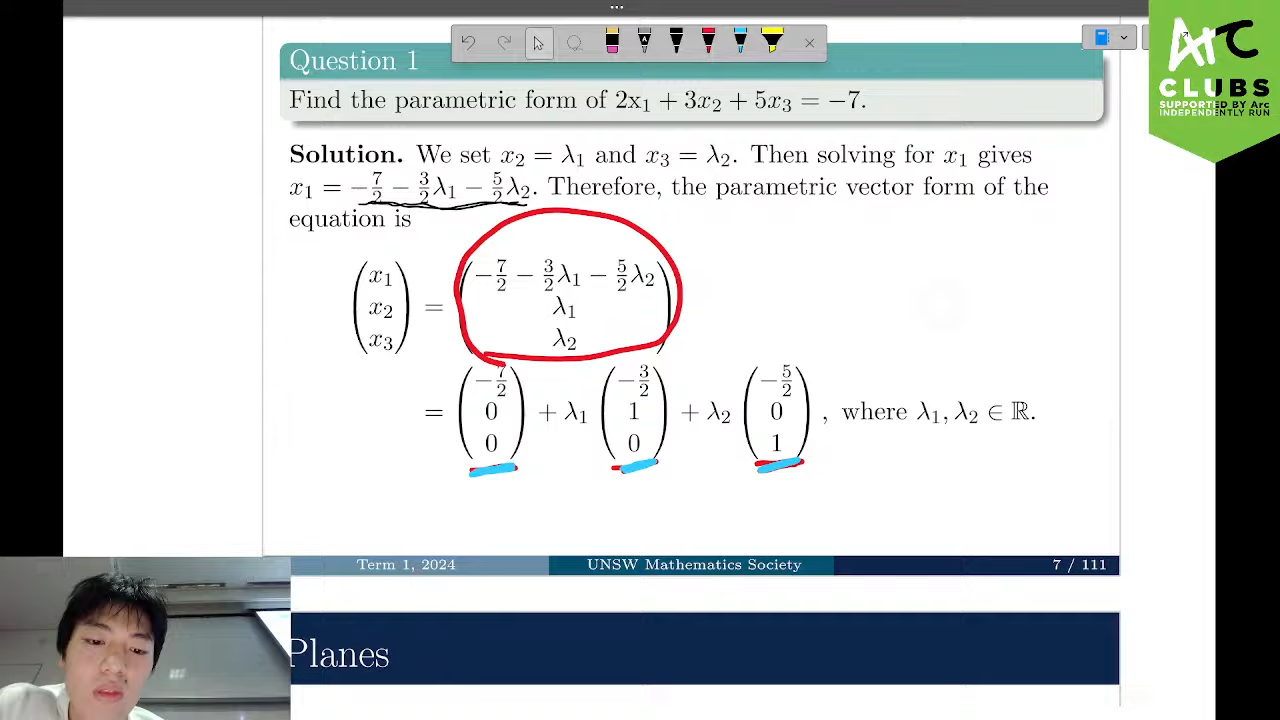 Question 1
Find the parametric form of 2x₁ + 3x₂ + 5x₃ = −7.
Solution. We set x₂ = λ₁ and x₃ = λ₂. Then solving for x₁ gives
x₁ = −7/2 − 3/2λ₁ − 5/2λ₂. Therefore, the parametric vector form of the
equation is
(x₁ x₂ x₃) = (−7/2 − 3/2λ₁ − 5/2λ₂ λ₁ λ₂)
= (−7/2 0 0) + λ₁ (−3/2 1 0) + λ₂ (−5/2 0 1), where λ₁, λ₂ ∈ ℝ.
Term 1, 2024 UNSW Mathematics Society 7 / 111
Planes
Arc
CLUBS
SUPPORTED BY Arc
INDEPENDENTLY RUN